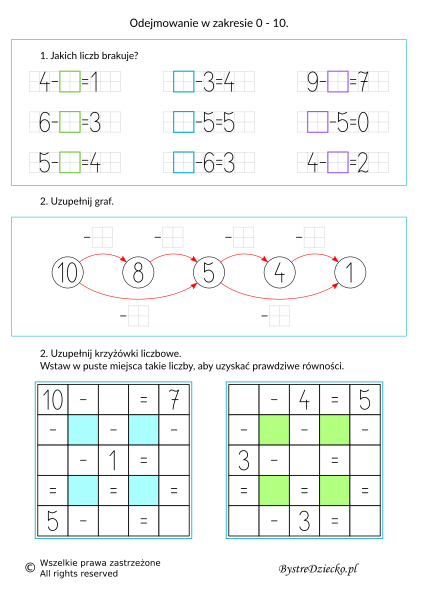 Odejmowanie w zakresie 0 - 10.
1. Jakich liczb brakuje?
4- =1 -3=4 9- =7
6- =3 -5=5 -5=0
5- =4 -6=3 4- =2
2. Uzupełnij graf.
- - - -
10 8 5 4 1
- -
2. Uzupełnij krzyżówki liczbowe.
Wstaw w puste miejsca takie liczby, aby uzyskać prawdziwe równości.
10 - = 7 - 4 = 5
- - - - - -
- 1 = 3 - =
= = = = = =
5 - = - 3 =
© Wszelkie prawa zastrzeżone
All rights reserved
BystreDziecko.pl